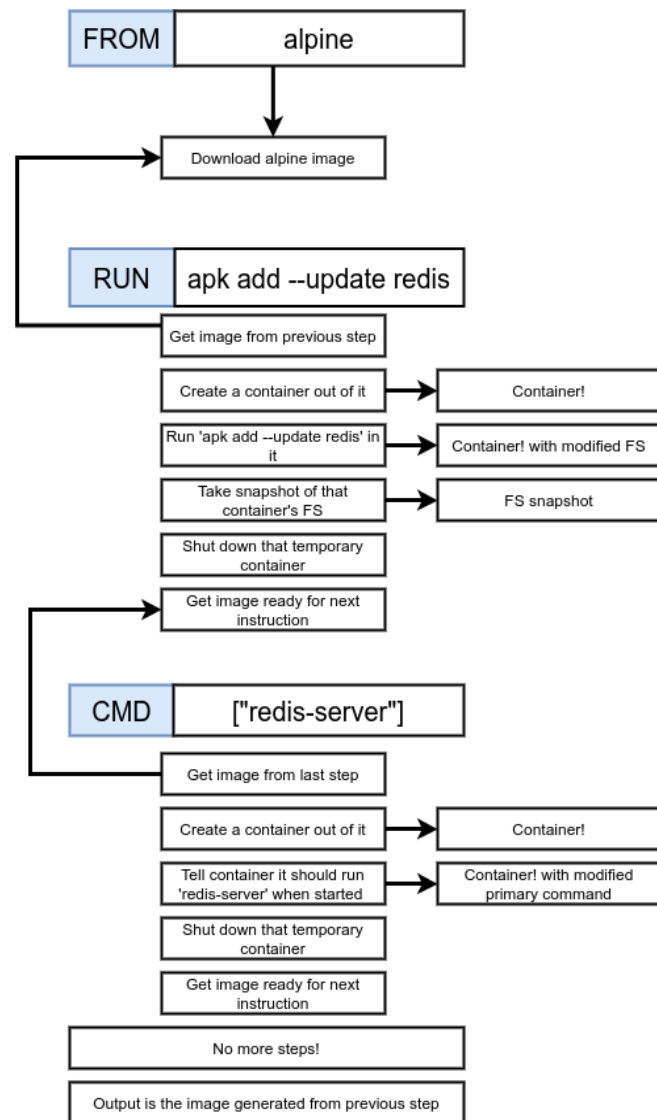 FROM alpine
Download alpine image
RUN apk add --update redis
Get image from previous step
Create a container out of it
Container!
Run 'apk add --update redis' in
it
Container! with modified FS
Take snapshot of that
container's FS
FS snapshot
Shut down that temporary
container
Get image ready for next
instruction
CMD ["redis-server"]
Get image from last step
Create a container out of it
Container!
Tell container it should run
'redis-server' when started
Container! with modified
primary command
Shut down that temporary
container
Get image ready for next
instruction
No more steps!
Output is the image generated from previous step